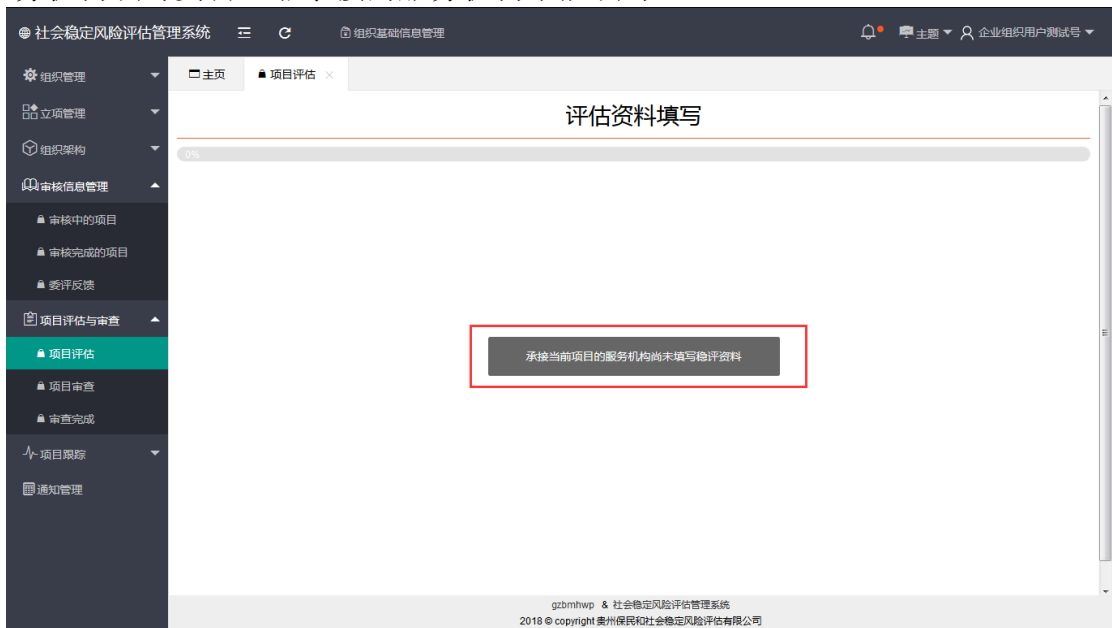 社会稳定风险评估管理系统
组织基础信息管理
主题
企业组织用户测试号
组织管理
立项管理
组织架构
审核信息管理
审核中的项目
审核完成的项目
委评反馈
项目评估与审查
项目评估
项目审查
审查完成
项目跟踪
通知管理
主页
项目评估
评估资料填写
0%
承接当前项目的服务机构尚未填写稳评资料
gzbmhwp & 社会稳定风险评估管理系统
2018 © copyright 贵州保民和社会稳定风险评估有限公司